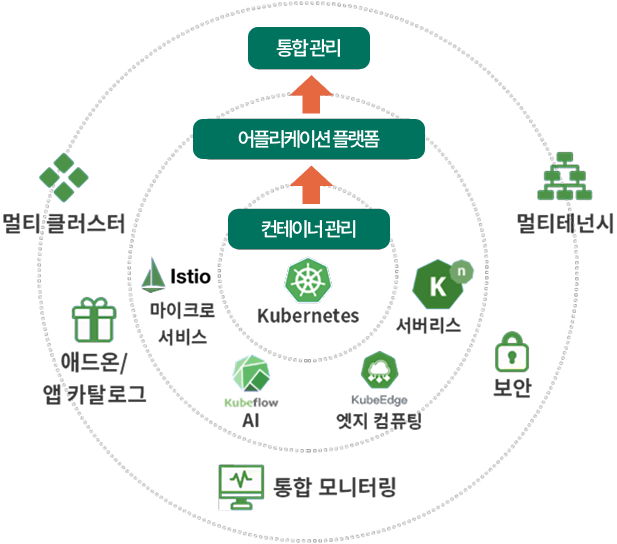 통합 관리
어플리케이션 플랫폼
멀티 클러스터
멀티테넌시
컨테이너 관리
Istio
마이크로
서비스
Kubernetes
K
n
서버리스
애드온/
앱 카탈로그
Kubeflow
AI
KubeEdge
엣지 컴퓨팅
보안
통합 모니터링